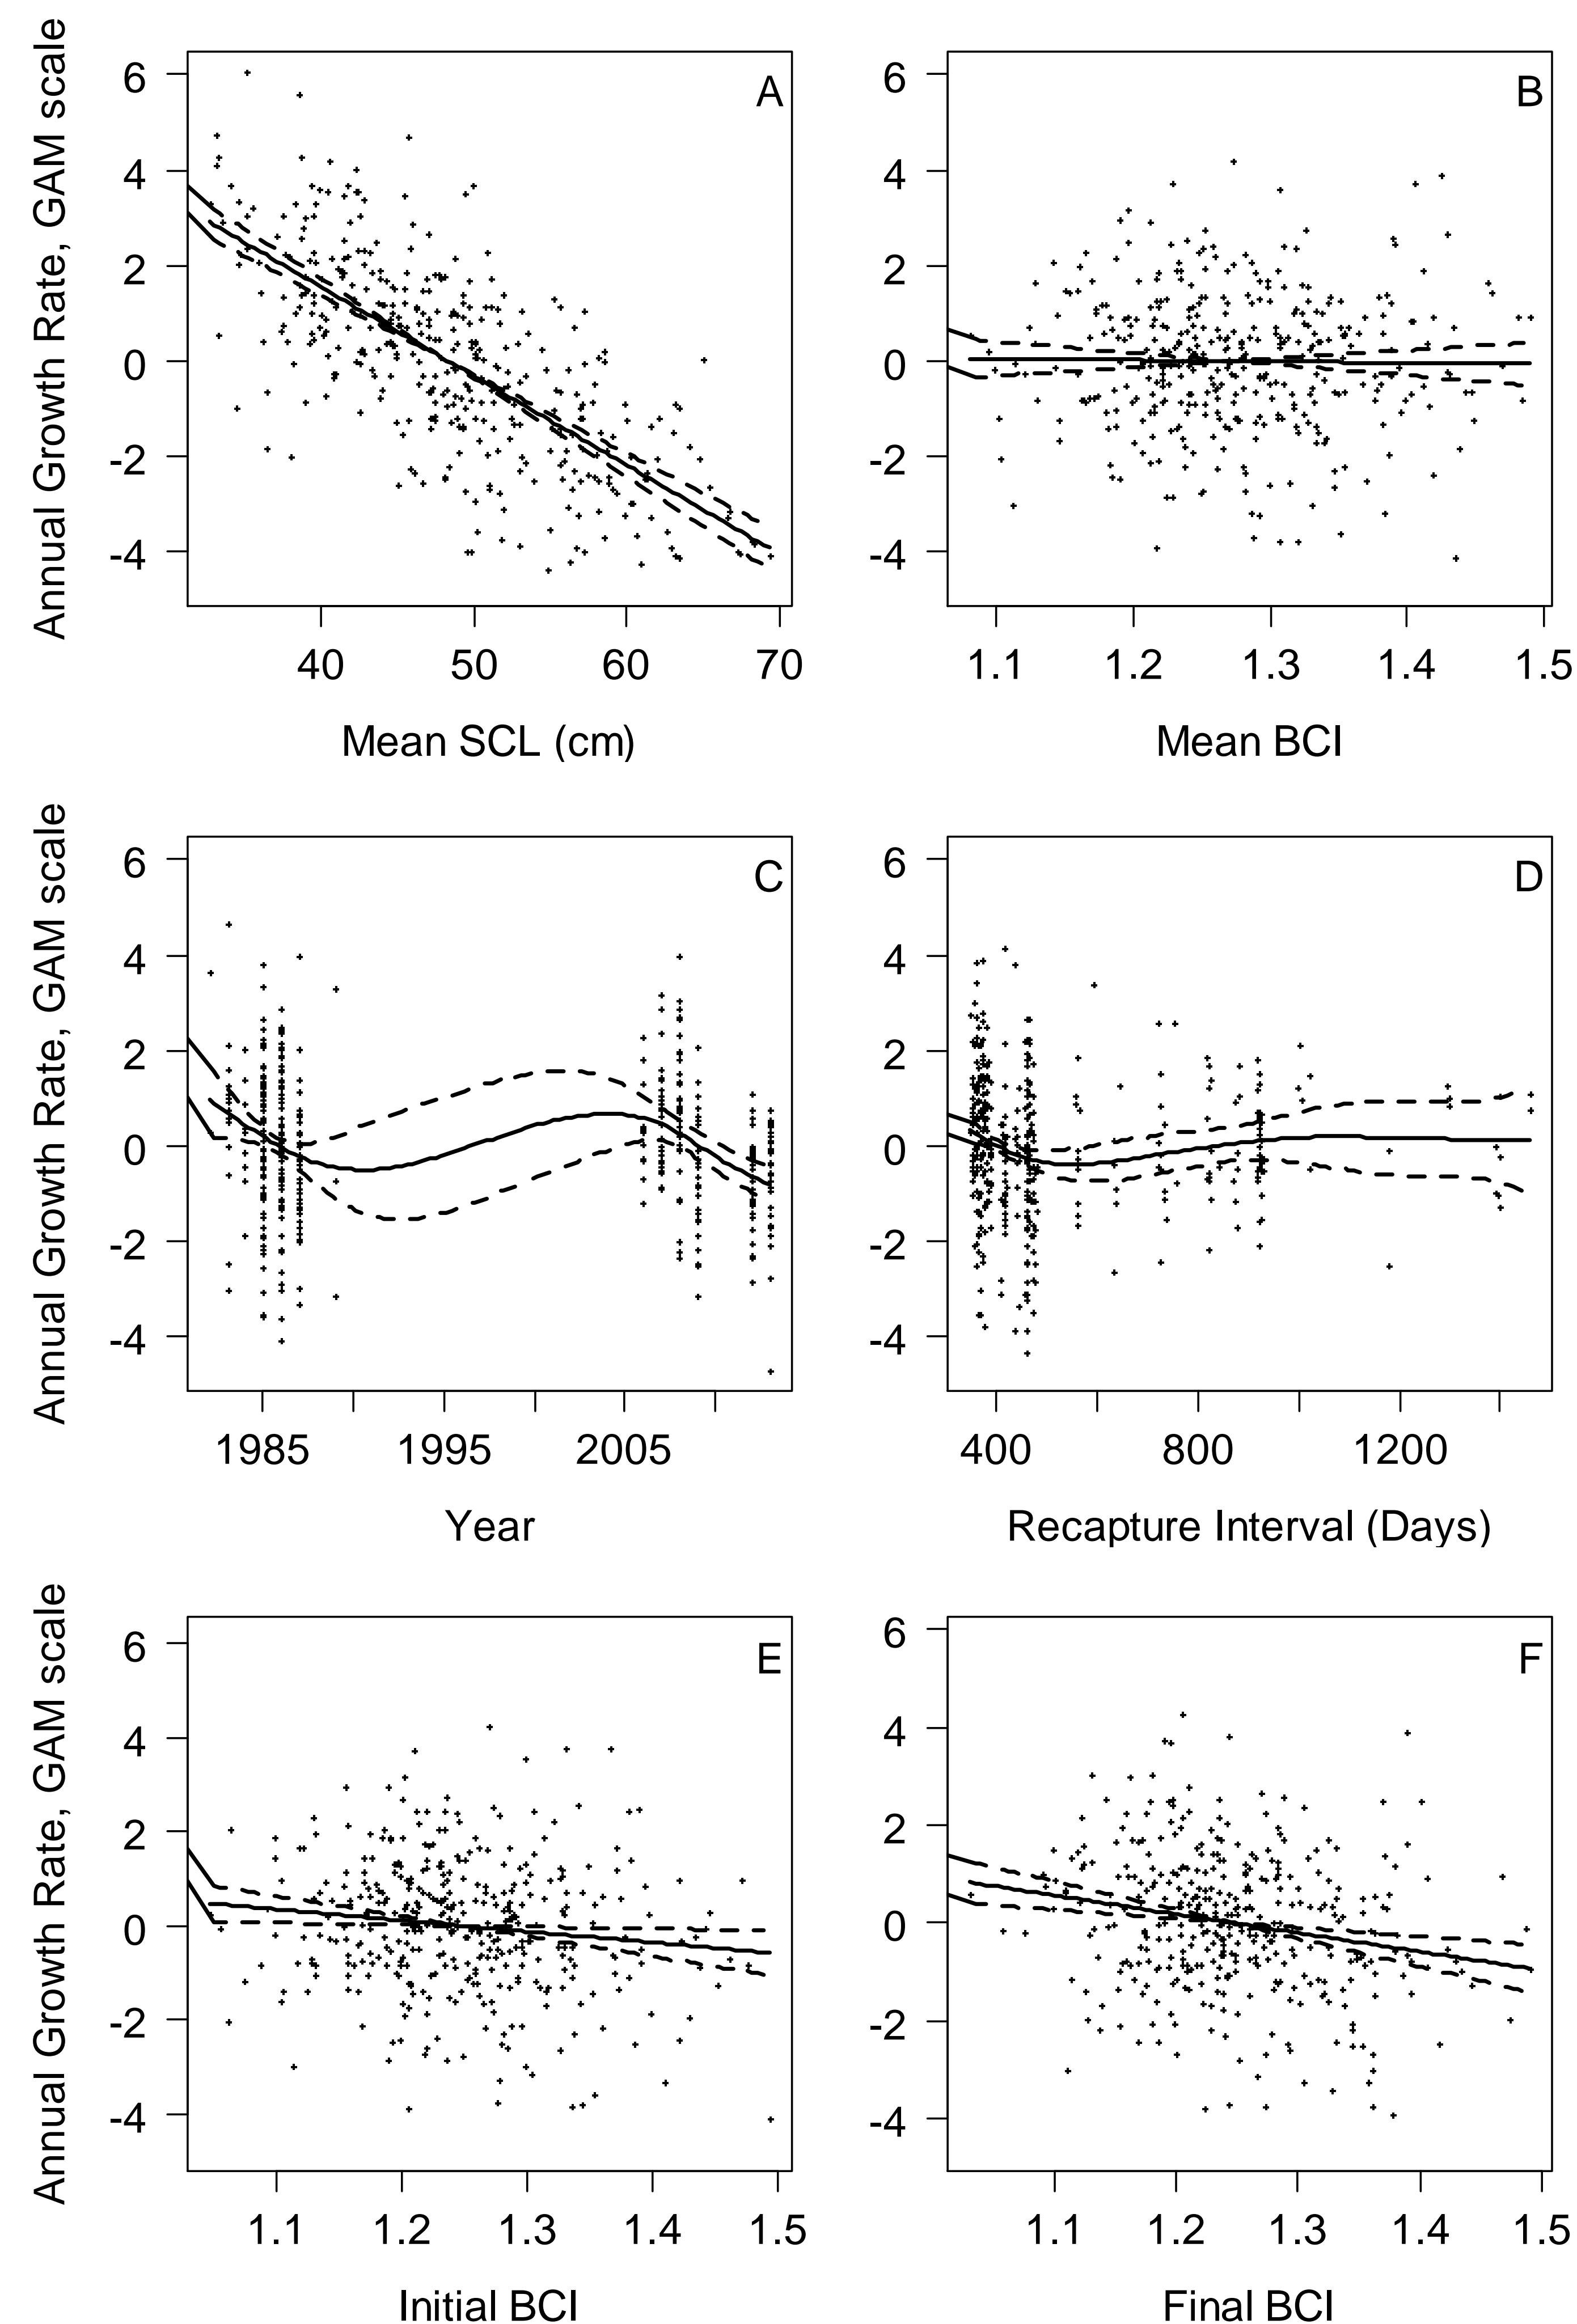 Annual Growth Rate, GAM scale
6
4
2
0
-2
-4
A
40 50 60 70
Mean SCL (cm)
6
4
2
0
-2
-4
B
1.1 1.2 1.3 1.4 1.5
Mean BCI
Annual Growth Rate, GAM scale
6
4
2
0
-2
-4
C
1985 1995 2005
Year
6
4
2
0
-2
-4
D
400 800 1200
Recapture Interval (Days)
Annual Growth Rate, GAM scale
6
4
2
0
-2
-4
E
1.1 1.2 1.3 1.4 1.5
Initial BCI
6
4
2
0
-2
-4
F
1.1 1.2 1.3 1.4 1.5
Final BCI